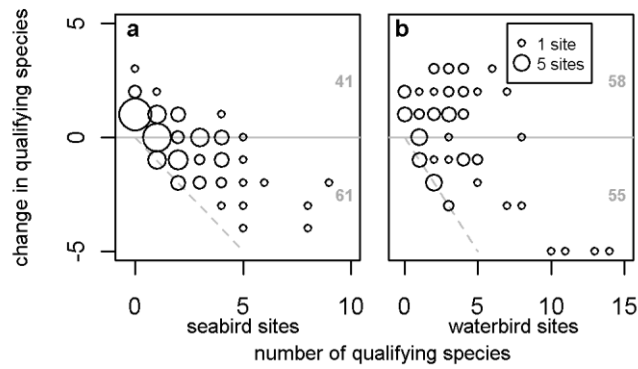 change in qualifying species
5
0
-5
a
41
61
b
1 site
5 sites
58
55
0 5 10
0 5 10 15
seabird sites waterbird sites
number of qualifying species